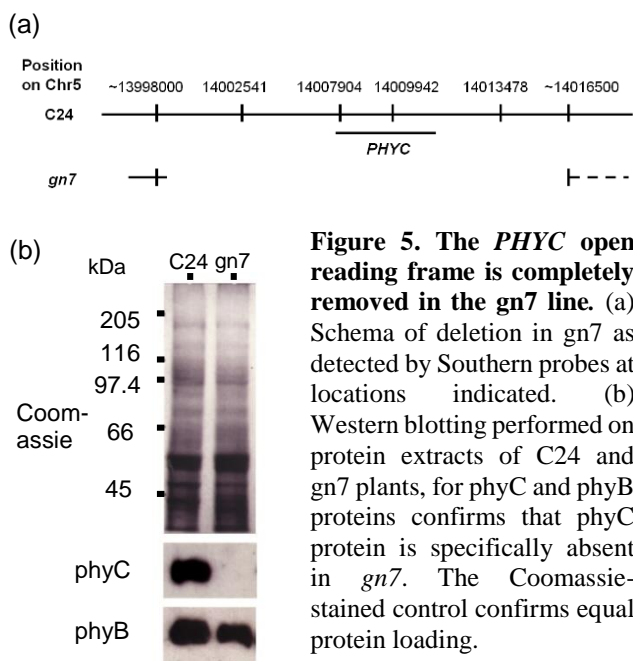 (a)
Position
on Chr5
~13998000 14002541 14007904 14009942 14013478 ~14016500
C24
PHYC
gn7
(b)
kDa
C24 gn7
205
116
97.4
Coom-
assie
66
45
phyC
phyB
Figure 5. The PHYC open
reading frame is completely
removed in the gn7 line. (a)
Schema of deletion in gn7 as
detected by Southern probes at
locations indicated. (b)
Western blotting performed on
protein extracts of C24 and
gn7 plants, for phyC and phyB
proteins confirms that phyC
protein is specifically absent
in gn7. The Coomassie-
stained control confirms equal
protein loading.